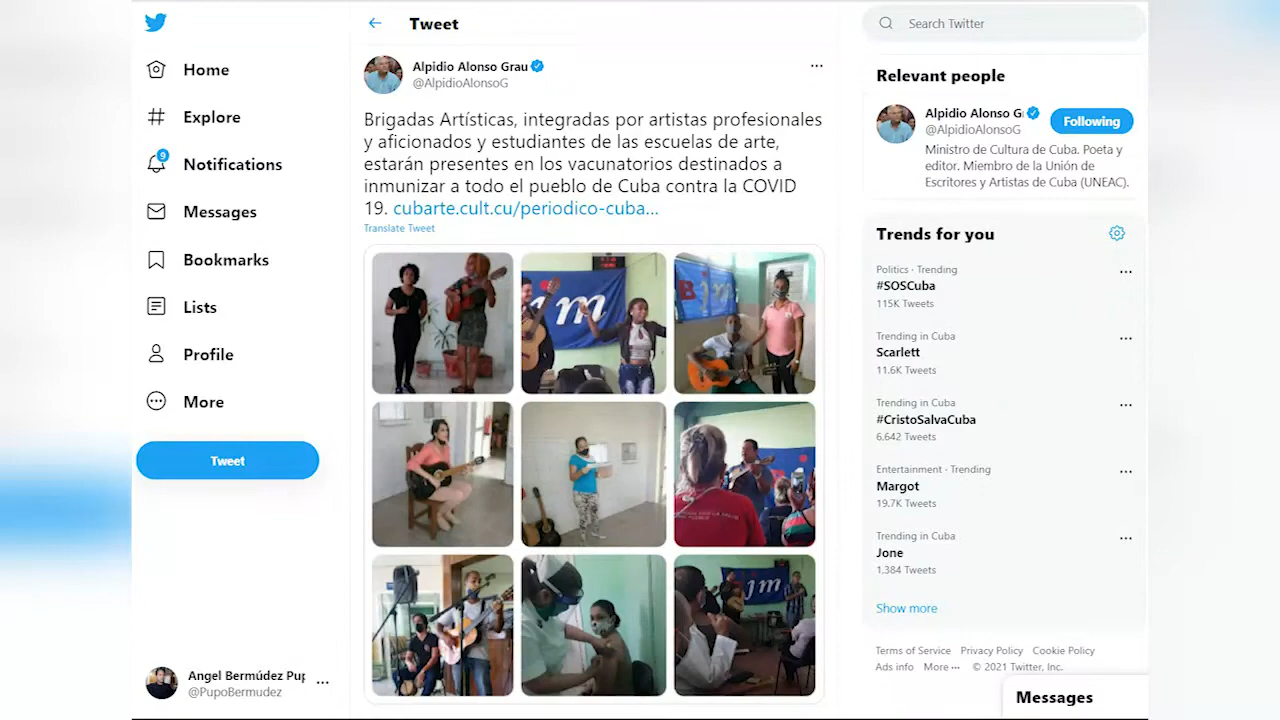 Home
Explore
9
Notifications
Messages
Bookmarks
Lists
Profile
More
Tweet
Angel Bermúdez Pup
@PupoBermudez
Tweet
Alpidio Alonso Grau
@AlpidioAlonsoG
Brigadas Artísticas, integradas por artistas profesionales
y aficionados y estudiantes de las escuelas de arte,
estarán presentes en los vacunatorios destinados a
inmunizar a todo el pueblo de Cuba contra la COVID
19. cubarte.cult.cu/periodico-cuba...
Translate Tweet
jm
jm
jm
Search Twitter
Relevant people
Alpidio Alonso G
@AlpidioAlonsoG
Following
Ministro de Cultura de Cuba. Poeta y
editor. Miembro de la Unión de
Escritores y Artistas de Cuba (UNEAC).
Trends for you
Politics · Trending
#SOSCuba
115K Tweets
Trending in Cuba
Scarlett
11.6K Tweets
Trending in Cuba
#CristoSalvaCuba
6,642 Tweets
Entertainment · Trending
Margot
19.7K Tweets
Trending in Cuba
Jone
1,384 Tweets
Show more
Terms of Service Privacy Policy Cookie Policy
Ads info More ··· © 2021 Twitter, Inc.
Messages